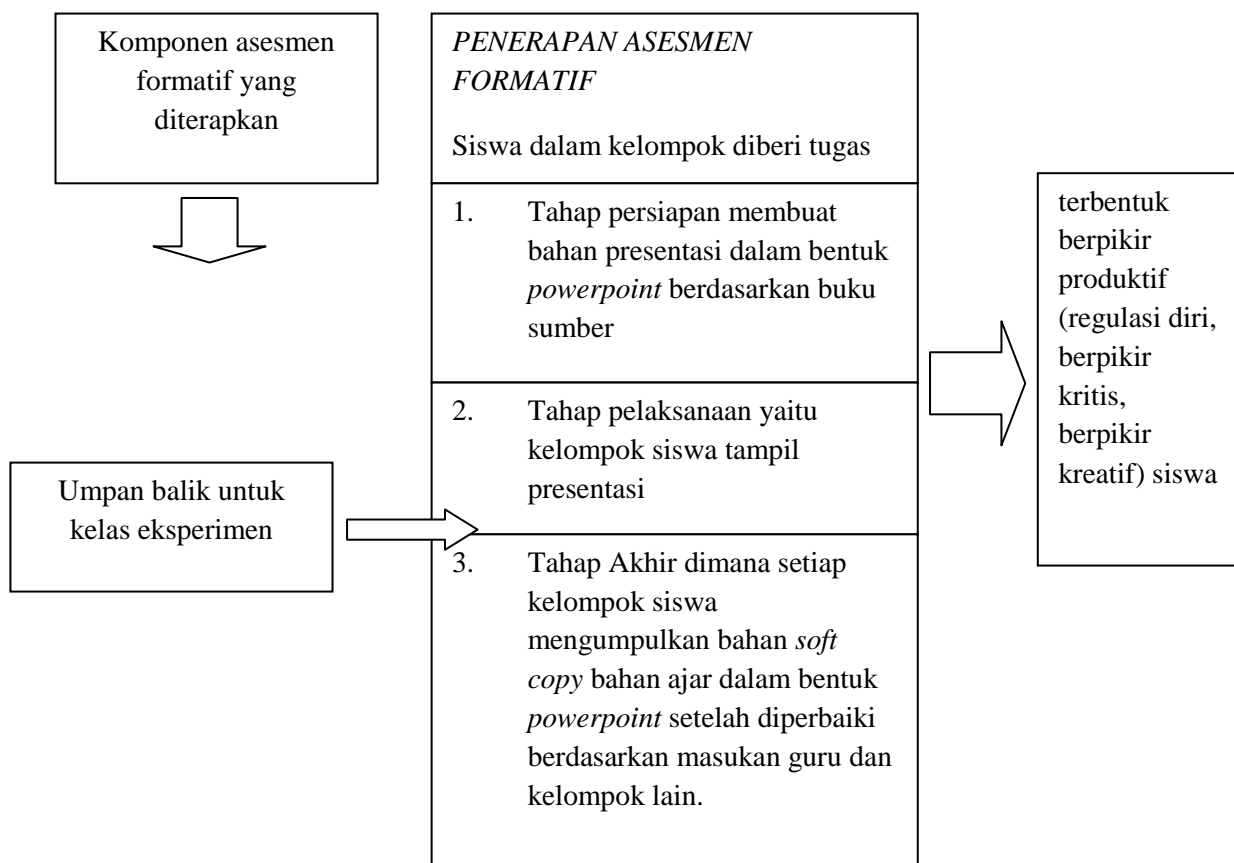 Komponen asesmen
formatif yang
diterapkan
PENERAPAN ASESMEN
FORMATIF
Siswa dalam kelompok diberi tugas
1. Tahap persiapan membuat
bahan presentasi dalam bentuk
powerpoint berdasarkan buku
sumber
2. Tahap pelaksanaan yaitu
kelompok siswa tampil
presentasi
Umpan balik untuk
kelas eksperimen
3. Tahap Akhir dimana setiap
kelompok siswa
mengumpulkan bahan soft
copy bahan ajar dalam bentuk
powerpoint setelah diperbaiki
berdasarkan masukan guru dan
kelompok lain.
terbentuk
berpikir
produktif
(regulasi diri,
berpikir
kritis,
berpikir
kreatif) siswa